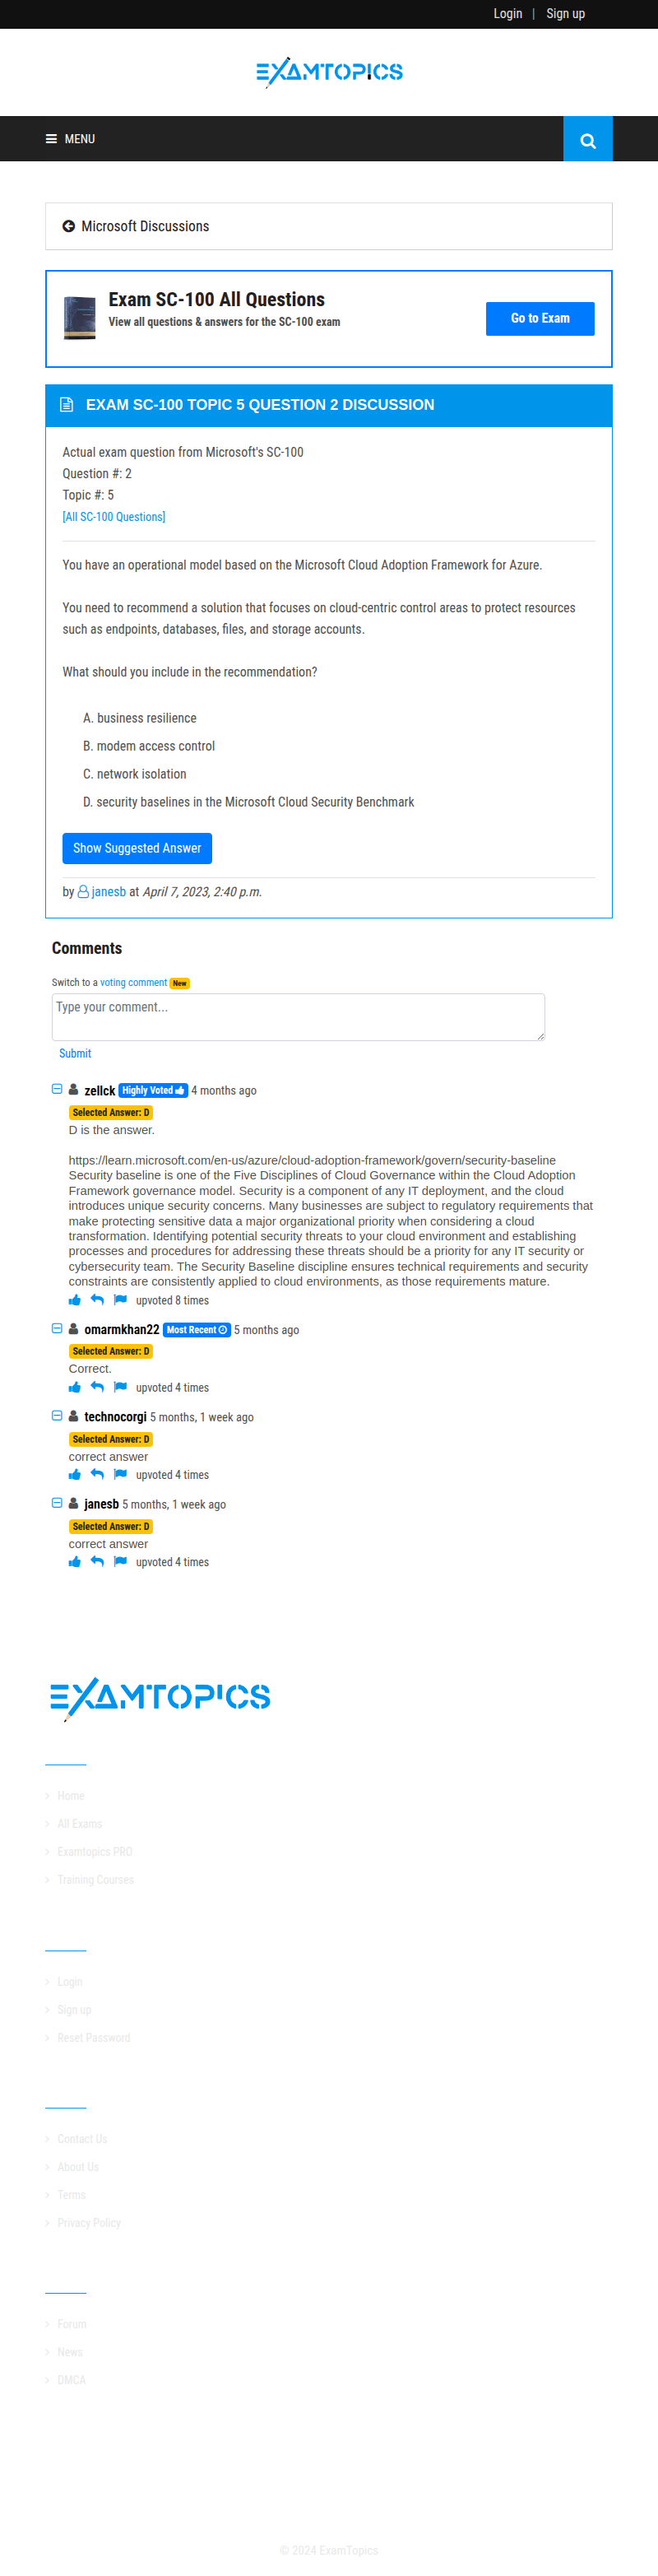 Login | Sign up
EXAMTOPICS
MENU
Microsoft Discussions
Exam SC-100 All Questions
View all questions & answers for the SC-100 exam
Go to Exam
EXAM SC-100 TOPIC 5 QUESTION 2 DISCUSSION
Actual exam question from Microsoft's SC-100
Question #: 2
Topic #: 5
[All SC-100 Questions]
You have an operational model based on the Microsoft Cloud Adoption Framework for Azure.
You need to recommend a solution that focuses on cloud-centric control areas to protect resources
such as endpoints, databases, files, and storage accounts.
What should you include in the recommendation?
A. business resilience
B. modem access control
C. network isolation
D. security baselines in the Microsoft Cloud Security Benchmark
Show Suggested Answer
by janesb at April 7, 2023, 2:40 p.m.
Comments
Switch to a voting comment New
Type your comment...
Submit
zellck Highly Voted 4 months ago
Selected Answer: D
D is the answer.
https://learn.microsoft.com/en-us/azure/cloud-adoption-framework/govern/security-baseline
Security baseline is one of the Five Disciplines of Cloud Governance within the Cloud Adoption
Framework governance model. Security is a component of any IT deployment, and the cloud
introduces unique security concerns. Many businesses are subject to regulatory requirements that
make protecting sensitive data a major organizational priority when considering a cloud
transformation. Identifying potential security threats to your cloud environment and establishing
processes and procedures for addressing these threats should be a priority for any IT security or
cybersecurity team. The Security Baseline discipline ensures technical requirements and security
constraints are consistently applied to cloud environments, as those requirements mature.
upvoted 8 times
omarmkhan22 Most Recent 5 months ago
Selected Answer: D
Correct.
upvoted 4 times
technocorgi 5 months, 1 week ago
Selected Answer: D
correct answer
upvoted 4 times
janesb 5 months, 1 week ago
Selected Answer: D
correct answer
upvoted 4 times
EXAMTOPICS
Home
All Exams
Examtopics PRO
Training Courses
Login
Sign up
Reset Password
Contact Us
About Us
Terms
Privacy Policy
Forum
News
DMCA
© 2024 ExamTopics